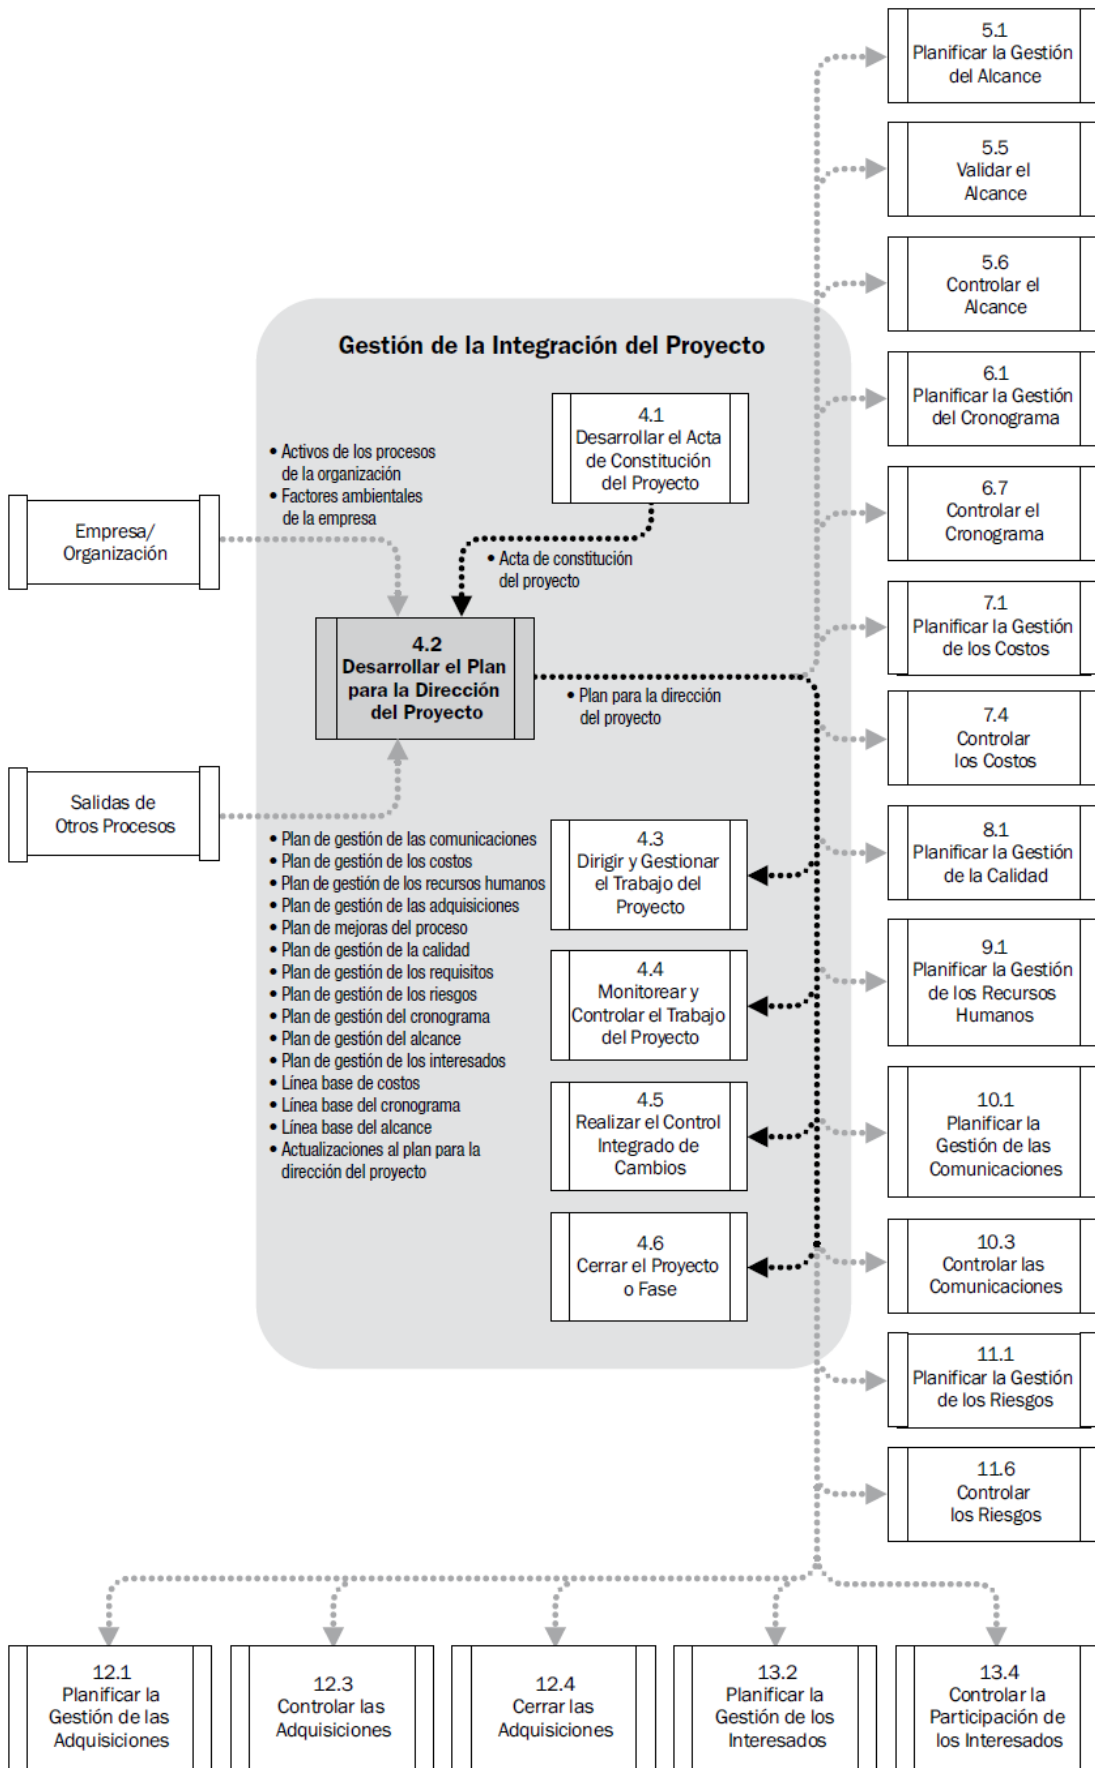 5.1
Planificar la Gestión
del Alcance
5.5
Validar el
Alcance
5.6
Controlar el
Alcance
6.1
Planificar la Gestión
del Cronograma
6.7
Controlar el
Cronograma
7.1
Planificar la Gestión
de los Costos
7.4
Controlar
los Costos
8.1
Planificar la Gestión
de la Calidad
9.1
Planificar la Gestión
de los Recursos
Humanos
10.1
Planificar la
Gestión de las
Comunicaciones
10.3
Controlar las
Comunicaciones
11.1
Planificar la Gestión
de los Riesgos
11.6
Controlar
los Riesgos
Gestión de la Integración del Proyecto
4.1
Desarrollar el Acta
de Constitución
del Proyecto
• Activos de los procesos
de la organización
• Factores ambientales
de la empresa
Empresa/
Organización
• Acta de constitución
del proyecto
4.2
Desarrollar el Plan
para la Dirección
del Proyecto
• Plan para la dirección
del proyecto
Salidas de
Otros Procesos
• Plan de gestión de las comunicaciones
• Plan de gestión de los costos
• Plan de gestión de los recursos humanos
• Plan de gestión de las adquisiciones
• Plan de mejoras del proceso
• Plan de gestión de la calidad
• Plan de gestión de los requisitos
• Plan de gestión de los riesgos
• Plan de gestión del cronograma
• Plan de gestión del alcance
• Plan de gestión de los interesados
• Línea base de costos
• Línea base del cronograma
• Línea base del alcance
• Actualizaciones al plan para la
dirección del proyecto
4.3
Dirigir y Gestionar
el Trabajo del
Proyecto
4.4
Monitorear y
Controlar el Trabajo
del Proyecto
4.5
Realizar el Control
Integrado de
Cambios
4.6
Cerrar el Proyecto
o Fase
12.1
Planificar la
Gestión de las
Adquisiciones
12.3
Controlar las
Adquisiciones
12.4
Cerrar las
Adquisiciones
13.2
Planificar la
Gestión de los
Interesados
13.4
Controlar la
Participación de
los Interesados